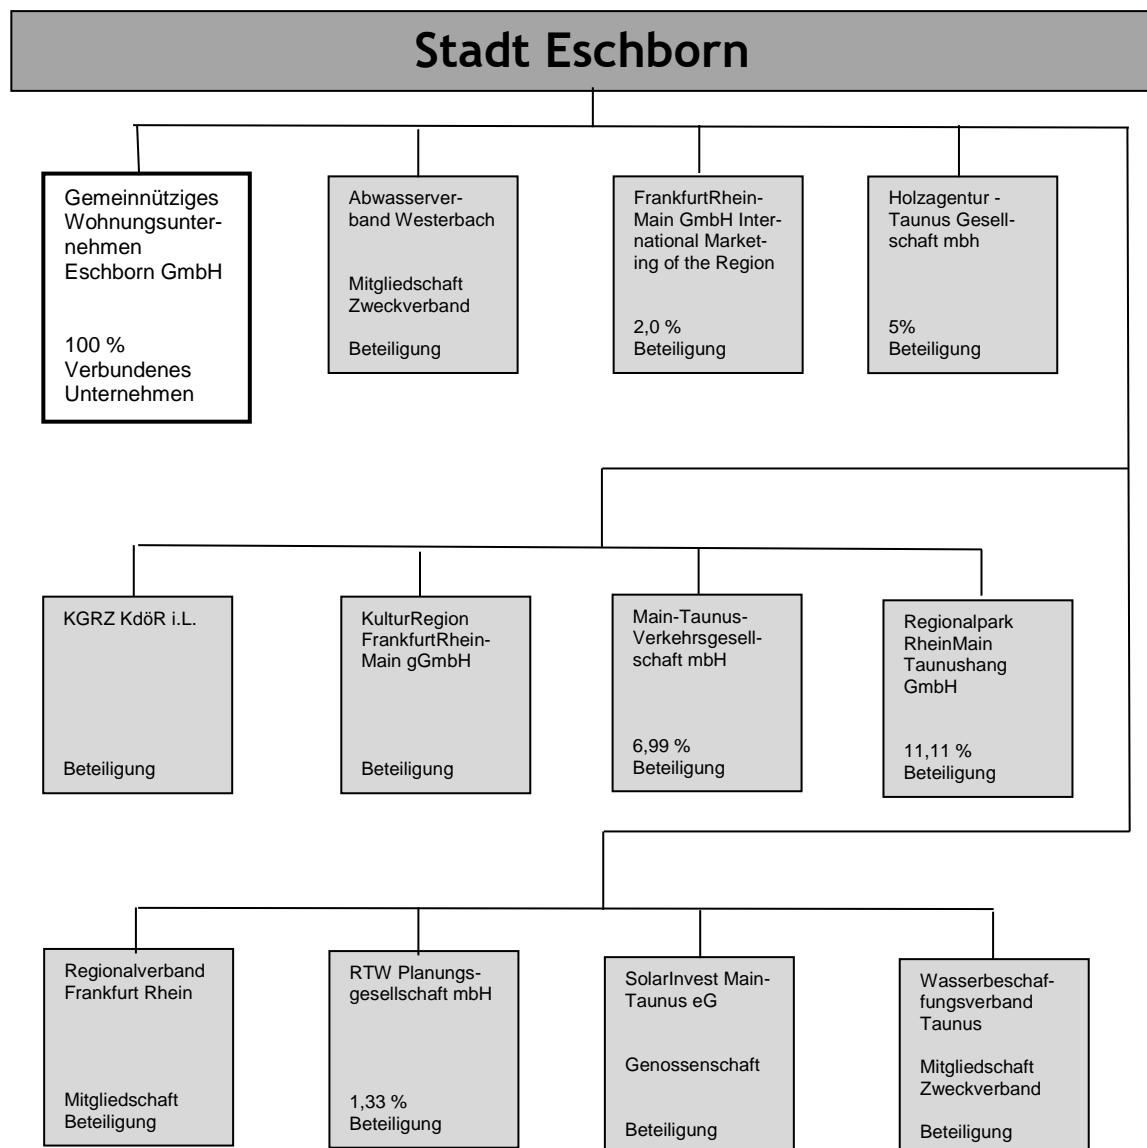 Stadt Eschborn
Gemeinnütziges
Wohnungsunter-
nehmen
Eschborn GmbH
100 %
Verbundenes
Unternehmen
Abwasserver-
band Westerbach
Mitgliedschaft
Zweckverband
Beteiligung
FrankfurtRhein-
Main GmbH Inter-
national Market-
ing of the Region
2,0 %
Beteiligung
Holzagentur -
Taunus Gesell-
schaft mbh
5%
Beteiligung
KGRZ KdöR i.L.
Beteiligung
KulturRegion
FrankfurtRhein-
Main gGmbH
Beteiligung
Main-Taunus-
Verkehrsgesell-
schaft mbH
6,99 %
Beteiligung
Regionalpark
RheinMain
Taunushang
GmbH
11,11 %
Beteiligung
Regionalverband
Frankfurt Rhein
Mitgliedschaft
Beteiligung
RTW Planungs-
gesellschaft mbH
1,33 %
Beteiligung
SolarInvest Main-
Taunus eG
Genossenschaft
Beteiligung
Wasserbeschaf-
fungsverband
Taunus
Mitgliedschaft
Zweckverband
Beteiligung